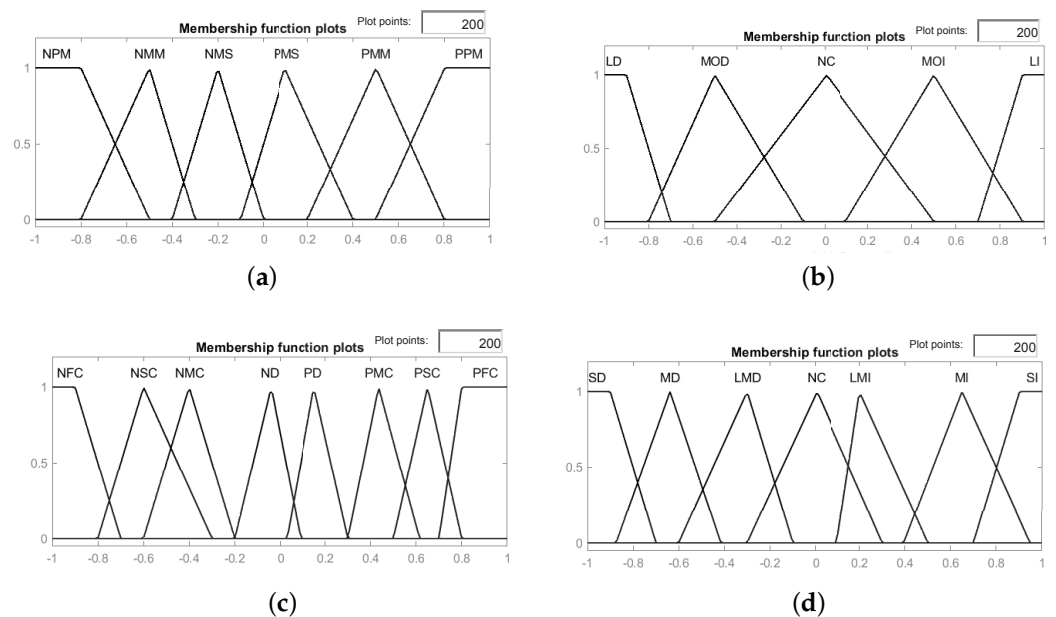 Membership function plots Plot points: 200
NPM NMM NMS PMS PMM PPM
1
0.5
0
-1 -0.8 -0.6 -0.4 -0.2 0 0.2 0.4 0.6 0.8 1
(a)
Membership function plots Plot points: 200
LD MOD NC MOI LI
1
0.5
0
-1 -0.8 -0.6 -0.4 -0.2 0 0.2 0.4 0.6 0.8 1
(b)
Membership function plots Plot points: 200
NFC NSC NMC ND PD PMC PSC PFC
1
0.5
0
-1 -0.8 -0.6 -0.4 -0.2 0 0.2 0.4 0.6 0.8 1
(c)
Membership function plots Plot points: 200
SD MD LMD NC LMI MI SI
1
0.5
0
-1 -0.8 -0.6 -0.4 -0.2 0 0.2 0.4 0.6 0.8 1
(d)